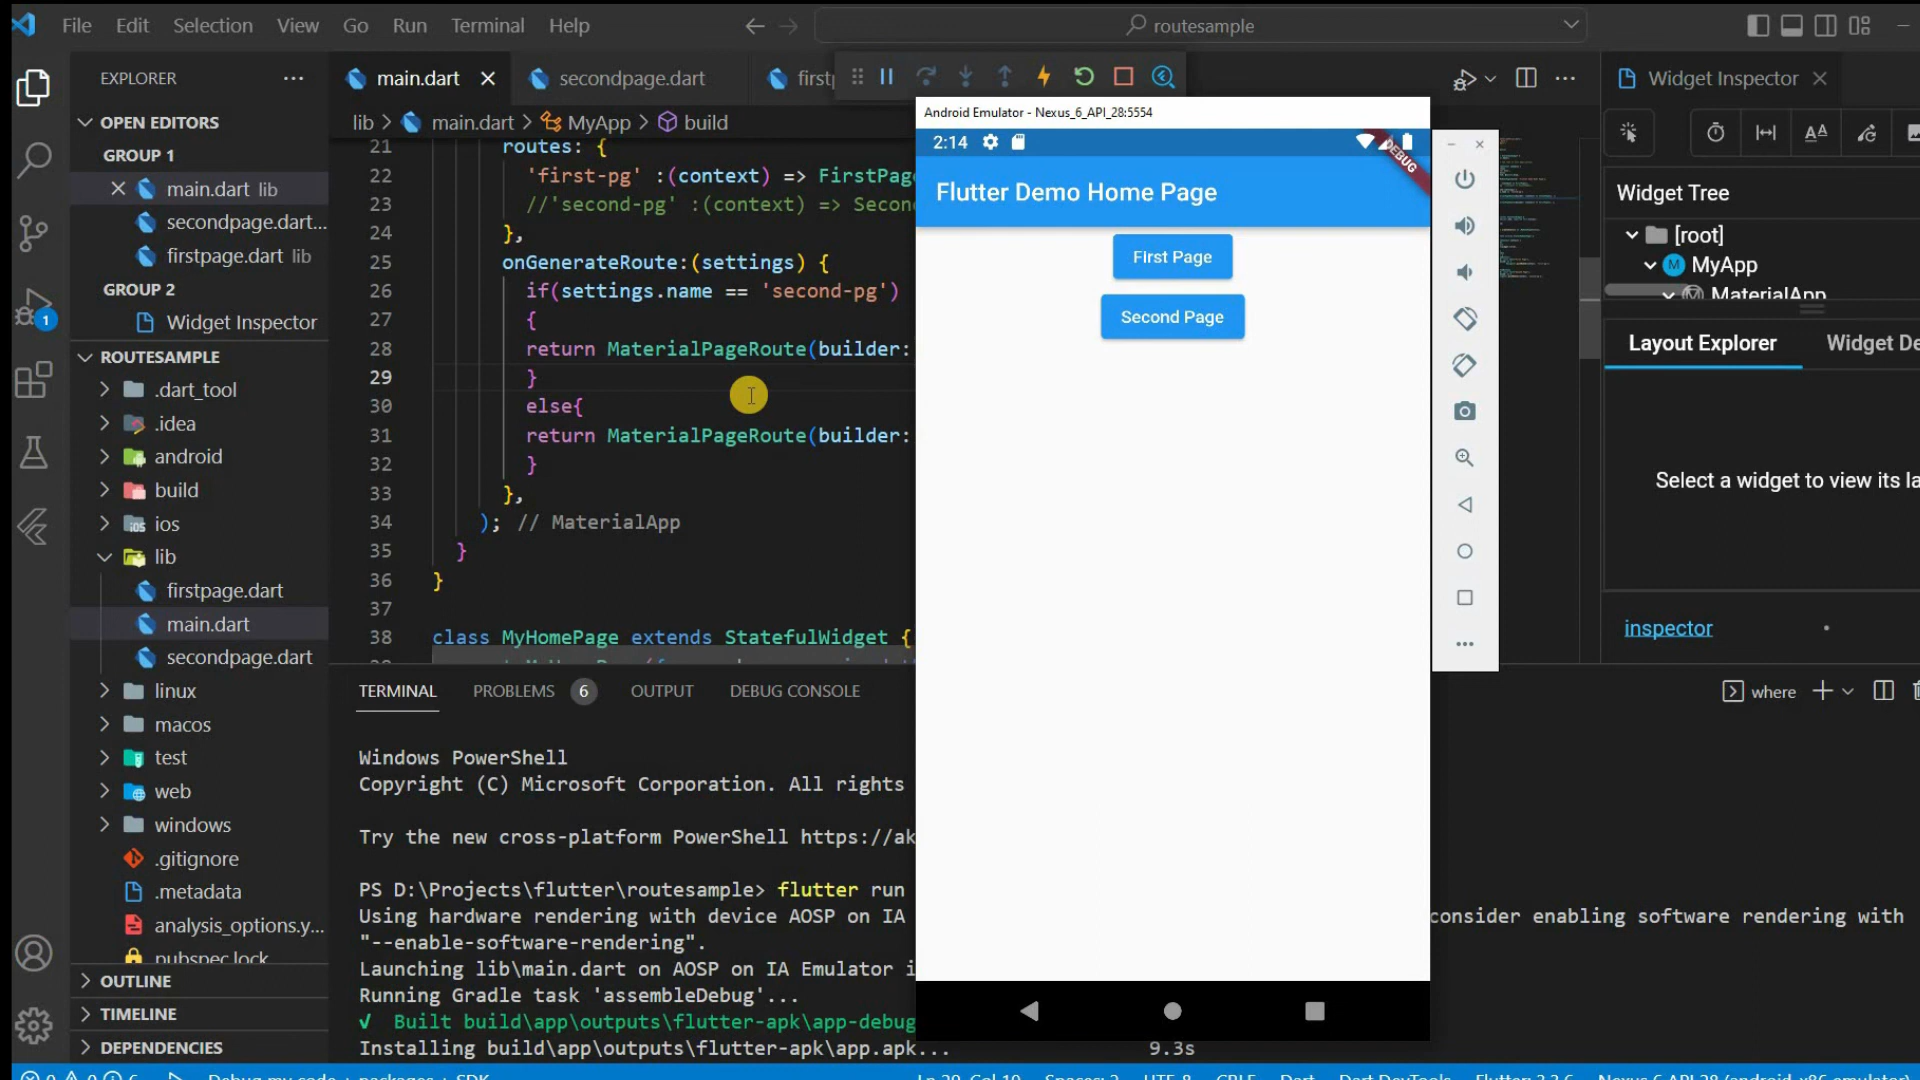 File Edit Selection View Go Run Terminal Help
routesample
EXPLORER
OPEN EDITORS
GROUP 1
main.dart lib
secondpage.dart...
firstpage.dart lib
GROUP 2
Widget Inspector
ROUTESAMPLE
.dart_tool
.idea
android
build
ios
lib
firstpage.dart
main.dart
secondpage.dart
linux
macos
test
web
windows
.gitignore
.metadata
analysis_options.y...
pubspec.lock
OUTLINE
TIMELINE
DEPENDENCIES
1
main.dart
secondpage.dart
lib > main.dart > MyApp > build
21 routes: {
22 'first-pg' :(context) => FirstPage
23 //'second-pg' :(context) => Secon
24 },
25 onGenerateRoute:(settings) {
26 if(settings.name == 'second-pg')
27 {
28 return MaterialPageRoute(builder:
29 }
30 else{
31 return MaterialPageRoute(builder:
32 }
33 },
34 ); // MaterialApp
35 }
36 }
37
38 class MyHomePage extends StatefulWidget {
TERMINAL PROBLEMS 6 OUTPUT DEBUG CONSOLE
where
Windows PowerShell
Copyright (C) Microsoft Corporation. All rights
Try the new cross-platform PowerShell https://ak
PS D:\Projects\flutter\routesample> flutter run
Using hardware rendering with device AOSP on IA
consider enabling software rendering with
"--enable-software-rendering".
Launching lib\main.dart on AOSP on IA Emulator i
Running Gradle task 'assembleDebug'...
√ Built build\app\outputs\flutter-apk\app-debug
Installing build\app\outputs\flutter-apk\app.apk... 9.3s
Android Emulator - Nexus_6_API_28:5554
2:14
DEBUG
Flutter Demo Home Page
First Page
Second Page
Widget Inspector
Widget Tree
[root]
MyApp
MaterialApp
Layout Explorer
Widget De
Select a widget to view its la
inspector